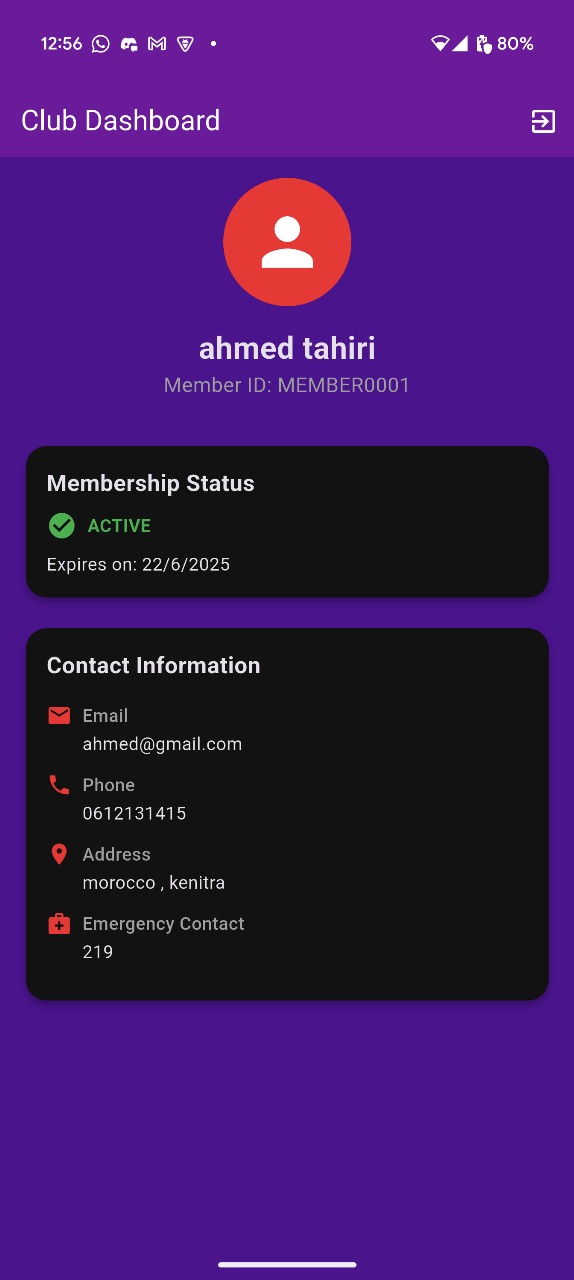 12:56
80%
Club Dashboard
ahmed tahiri
Member ID: MEMBER0001
Membership Status
ACTIVE
Expires on: 22/6/2025
Contact Information
Email
ahmed@gmail.com
Phone
0612131415
Address
morocco , kenitra
Emergency Contact
219